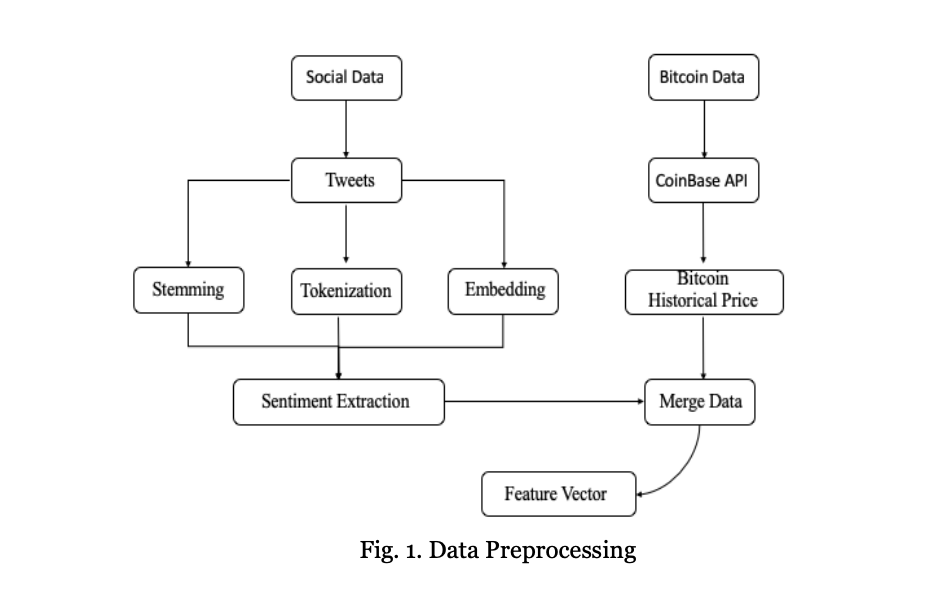 Social Data
Bitcoin Data
Tweets
CoinBase API
Stemming
Tokenization
Embedding
Bitcoin
Historical Price
Sentiment Extraction
Merge Data
Feature Vector
Fig. 1. Data Preprocessing